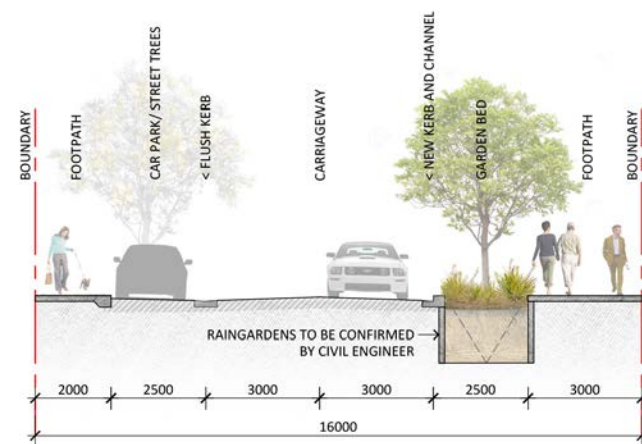 BOUNDARY
FOOTPATH
CAR PARK/ STREET TREES
< FLUSH KERB
CARRIAGEWAY
< NEW KERB AND CHANNEL
GARDEN BED
FOOTPATH
BOUNDARY
RAINGARDENS TO BE CONFIRMED
BY CIVIL ENGINEER
2000 2500 3000 3000 2500 3000
16000